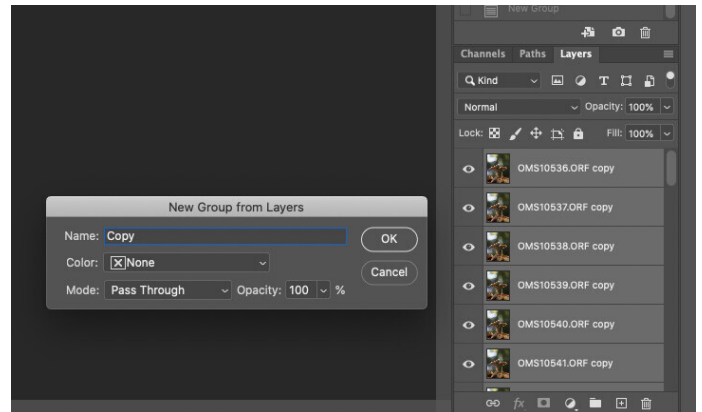 New Group
Channels Paths Layers
Kind
Normal Opacity: 100%
Lock: Fill: 100%
OMS10536.ORF copy
OMS10537.ORF copy
OMS10538.ORF copy
OMS10539.ORF copy
OMS10540.ORF copy
OMS10541.ORF copy
fx
New Group from Layers
Name: Copy
OK
Color: None
Cancel
Mode: Pass Through Opacity: 100 %